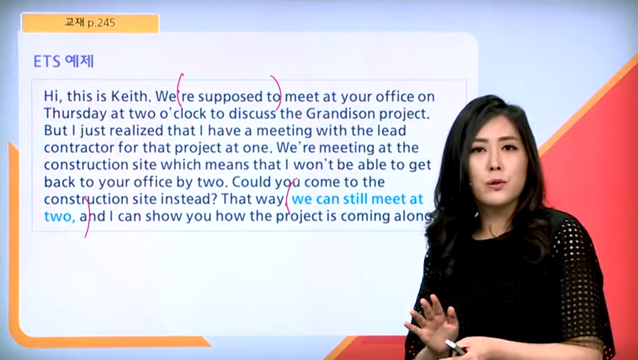 교재 p.245
ETS 예제
Hi, this is Keith. We're supposed to meet at your office on
Thursday at two o'clock to discuss the Grandison project.
But I just realized that I have a meeting with the lead
contractor for that project at one. We're meeting at the
construction site which means that I won't be able to get
back to your office by two. Could you come to the
construction site instead? That way, we can still meet at
two, and I can show you how the project is coming along